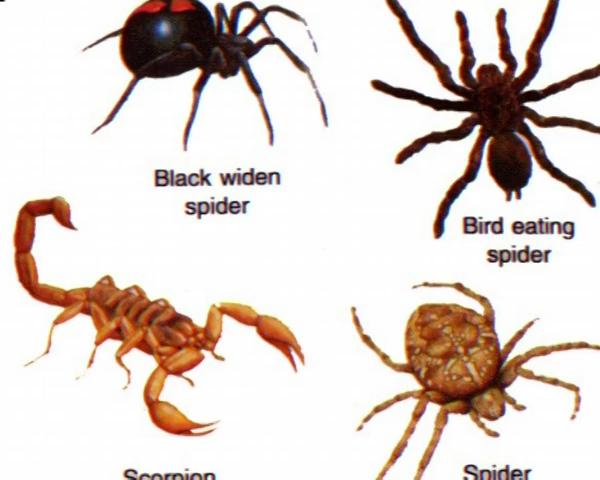 Black widen
spider
Bird eating
spider
Scorpion
Spider